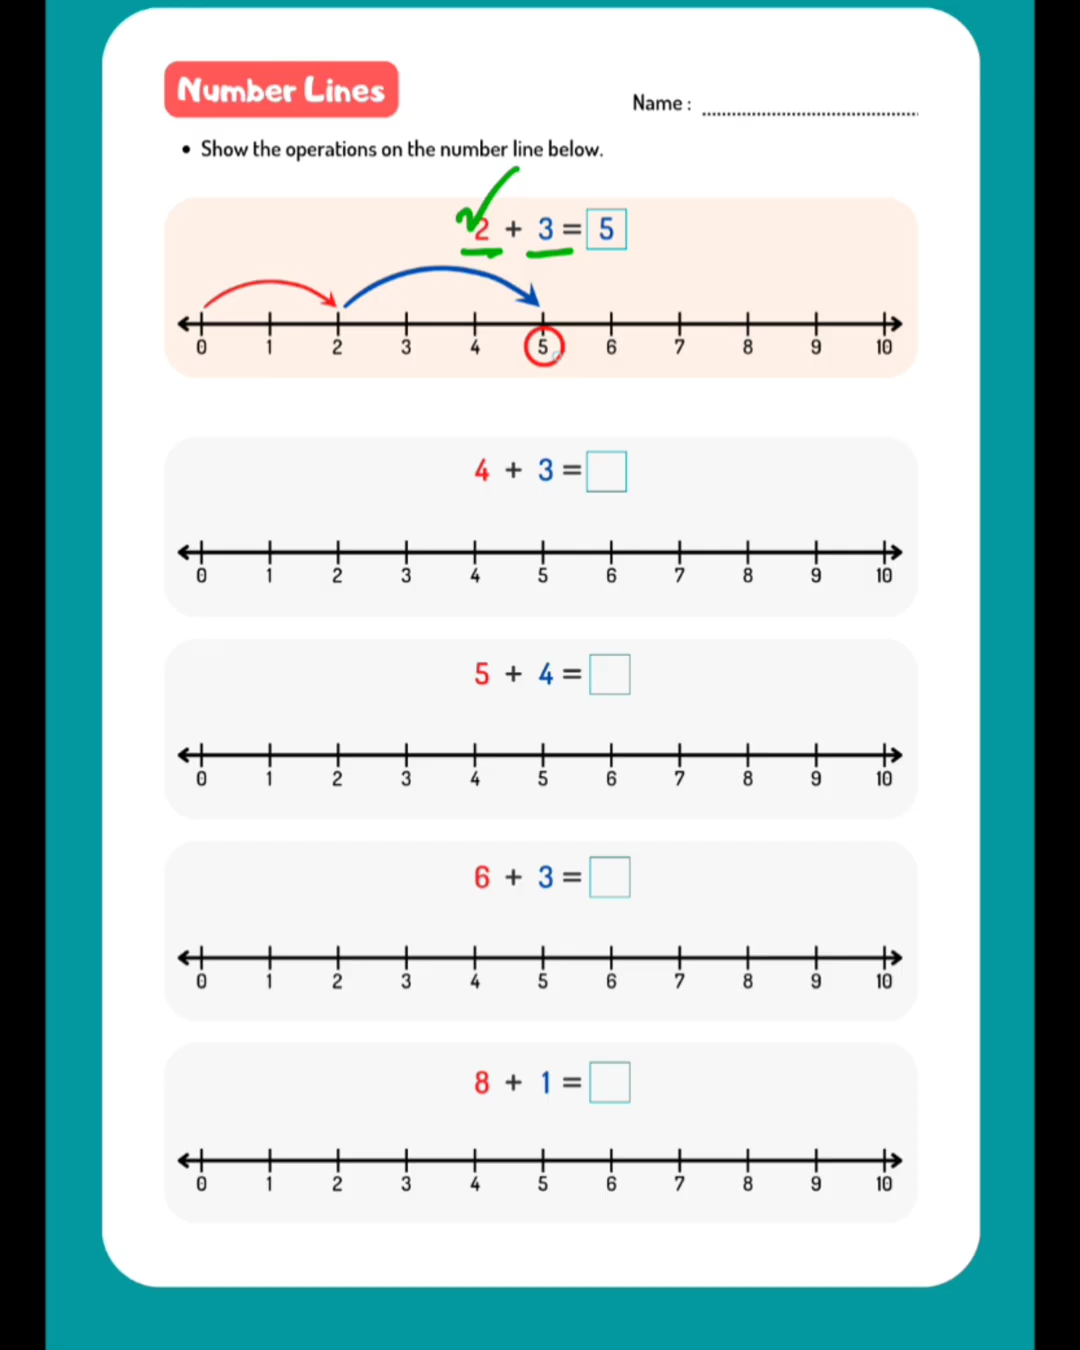 Number Lines
Name :
• Show the operations on the number line below.
2 + 3 = 5
0 1 2 3 4 5 6 7 8 9 10
4 + 3 =
0 1 2 3 4 5 6 7 8 9 10
5 + 4 =
0 1 2 3 4 5 6 7 8 9 10
6 + 3 =
0 1 2 3 4 5 6 7 8 9 10
8 + 1 =
0 1 2 3 4 5 6 7 8 9 10